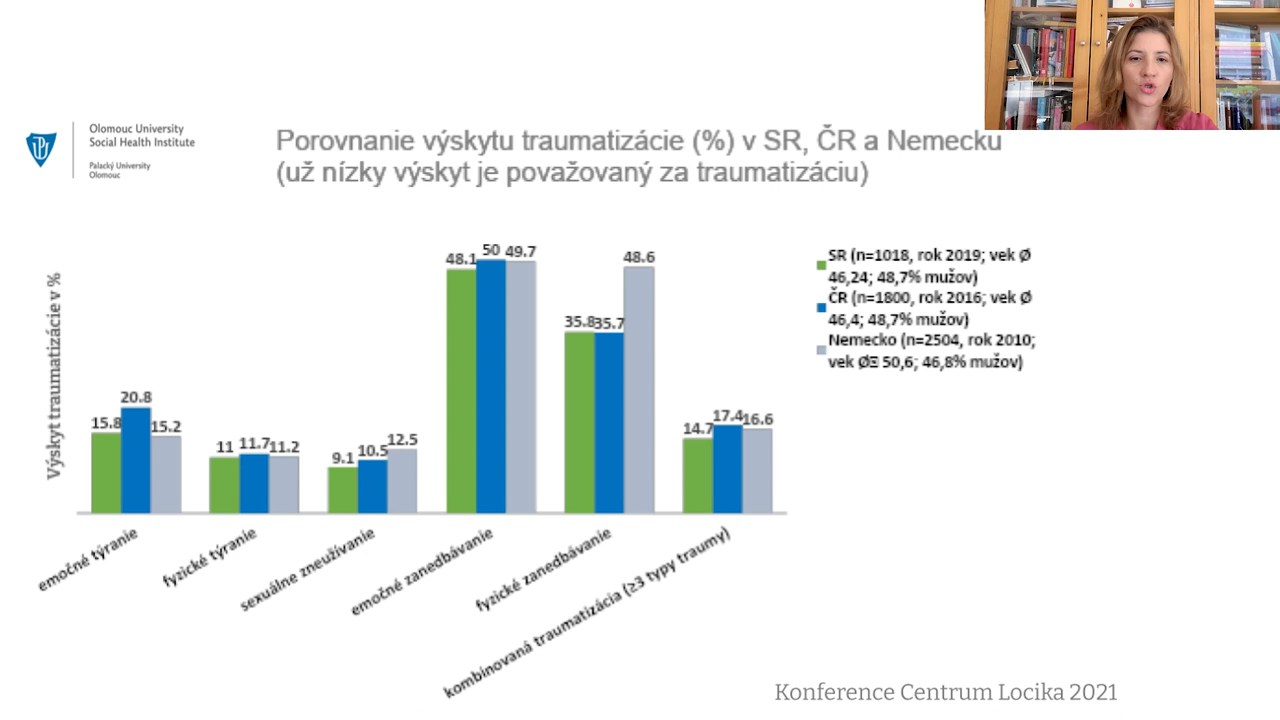 Olomouc University
Social Health Institute
Palacký University
Olomouc
Porovnanie výskytu traumatizácie (%) v SR, ČR a Nemecku
(už nízky výskyt je považovaný za traumatizáciu)
Výskyt traumatizácie v %
15.8 20.8 15.2
11 11.7 11.2
9.1 10.5 12.5
48.1 50 49.7
35.8 35.7 48.6
14.7 17.4 16.6
emočné týranie
fyzické týranie
sexuálne zneužívanie
emočné zanedbávanie
fyzické zanedbávanie
kombinovaná traumatizácia (≥3 typy traumy)
SR (n=1018, rok 2019; vek Ø
46,24; 48,7% mužov)
ČR (n=1800, rok 2016; vek Ø
46,4; 48,7% mužov)
Nemecko (n=2504, rok 2010;
vek Ø 50,6; 46,8% mužov)
Konference Centrum Locika 2021